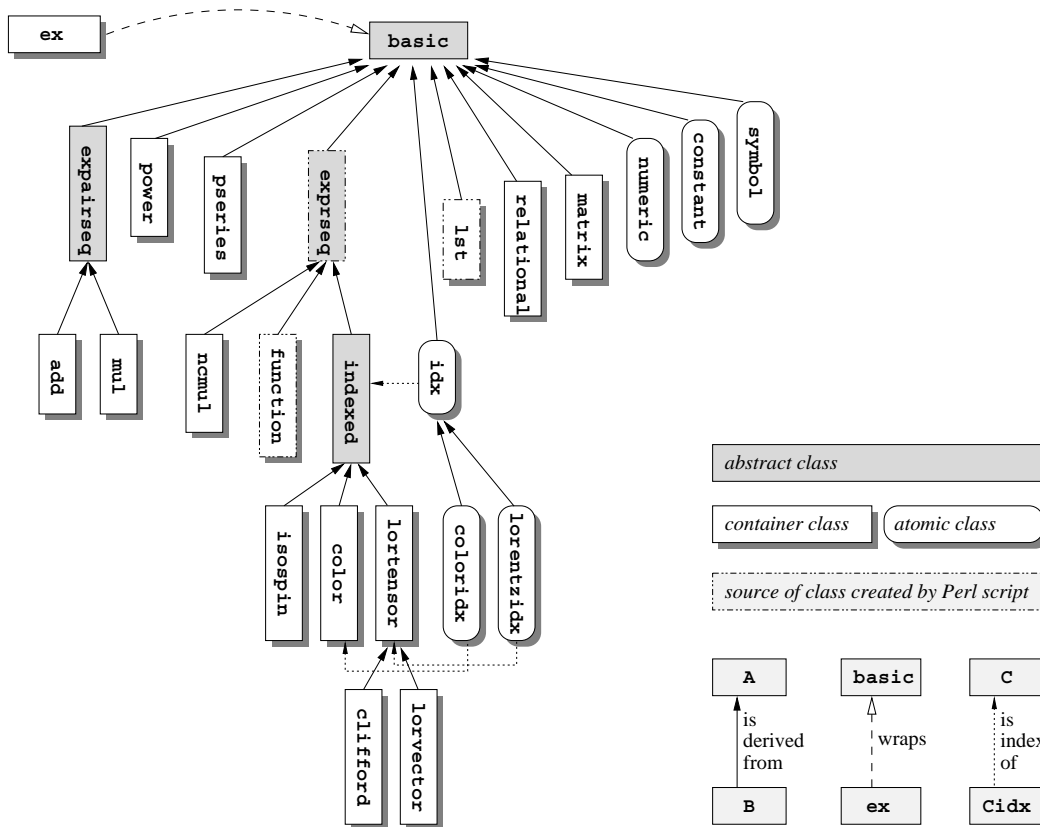 ex
basic
expairseq
power
pseries
exprseq
lst
relational
matrix
numeric
constant
symbol
add
mul
ncmul
function
indexed
idx
isospin
color
lortensor
coloridx
lorentzidx
clifford
lorvector
abstract class
container class
atomic class
source of class created by Perl script
A
basic
C
is
derived
from
wraps
is
index
of
B
ex
Cidx